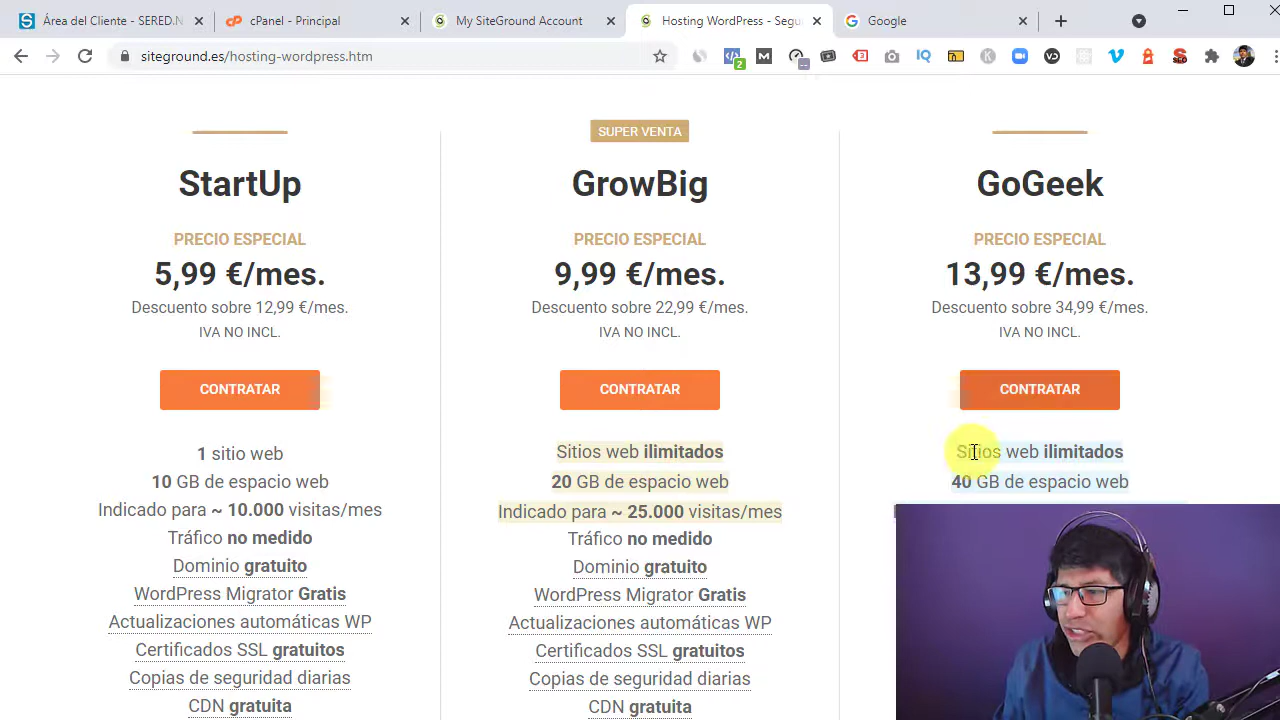 Área del Cliente - SERED.N
cPanel - Principal
My SiteGround Account
Hosting WordPress - Segu
Google
siteground.es/hosting-wordpress.htm
SUPER VENTA
StartUp
GrowBig
GoGeek
PRECIO ESPECIAL
PRECIO ESPECIAL
PRECIO ESPECIAL
5,99 €/mes.
9,99 €/mes.
13,99 €/mes.
Descuento sobre 12,99 €/mes.
Descuento sobre 22,99 €/mes.
Descuento sobre 34,99 €/mes.
IVA NO INCL.
IVA NO INCL.
IVA NO INCL.
CONTRATAR
CONTRATAR
CONTRATAR
1 sitio web
Sitios web ilimitados
Sitios web ilimitados
10 GB de espacio web
20 GB de espacio web
40 GB de espacio web
Indicado para ~ 10.000 visitas/mes
Indicado para ~ 25.000 visitas/mes
Tráfico no medido
Tráfico no medido
Dominio gratuito
Dominio gratuito
WordPress Migrator Gratis
WordPress Migrator Gratis
Actualizaciones automáticas WP
Actualizaciones automáticas WP
Certificados SSL gratuitos
Certificados SSL gratuitos
Copias de seguridad diarias
Copias de seguridad diarias
CDN gratuita
CDN gratuita